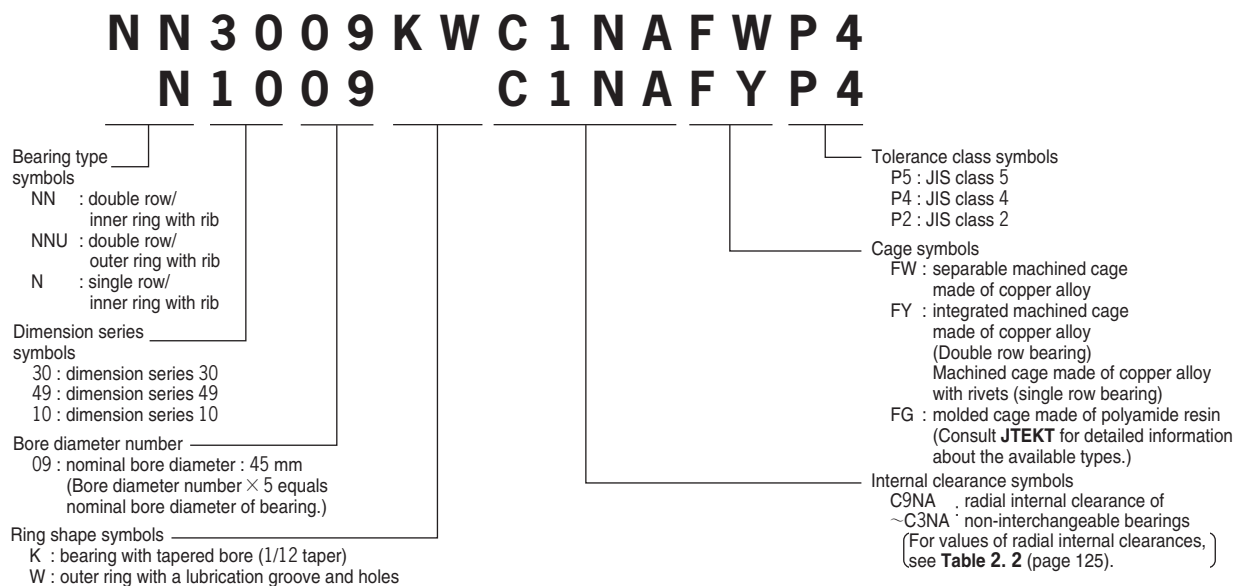 NN3009KWC1NAFWP4
N1009 C1NAFYP4
Bearing type
symbols
NN : double row/
inner ring with rib
NNU : double row/
outer ring with rib
N : single row/
inner ring with rib
Dimension series
symbols
30 : dimension series 30
49 : dimension series 49
10 : dimension series 10
Bore diameter number
09 : nominal bore diameter : 45 mm
(Bore diameter number × 5 equals
nominal bore diameter of bearing.)
Ring shape symbols
K : bearing with tapered bore (1/12 taper)
W : outer ring with a lubrication groove and holes
Tolerance class symbols
P5 : JIS class 5
P4 : JIS class 4
P2 : JIS class 2
Cage symbols
FW : separable machined cage
made of copper alloy
FY : integrated machined cage
made of copper alloy
(Double row bearing)
Machined cage made of copper alloy
with rivets (single row bearing)
FG : molded cage made of polyamide resin
(Consult JTEKT for detailed information
about the available types.)
Internal clearance symbols
C9NA : radial internal clearance of
~C3NA non-interchangeable bearings
(For values of radial internal clearances,
see Table 2. 2 (page 125).)